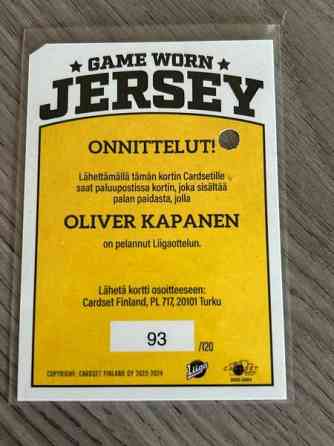 GAME WORN
JERSEY
ONNITTELUT!
Lähettämällä tämän kortin Cardsetille
saat paluupostissa kortin, joka sisältää
palan paidasta, jolla
OLIVER KAPANEN
on pelannut Liigaottelun.
Lähetä kortti osoitteeseen:
Cardset Finland, PL 717, 20101 Turku
93 /120
COPYRIGHT: CARDSET FINLAND OY 2023-2024
Liiga